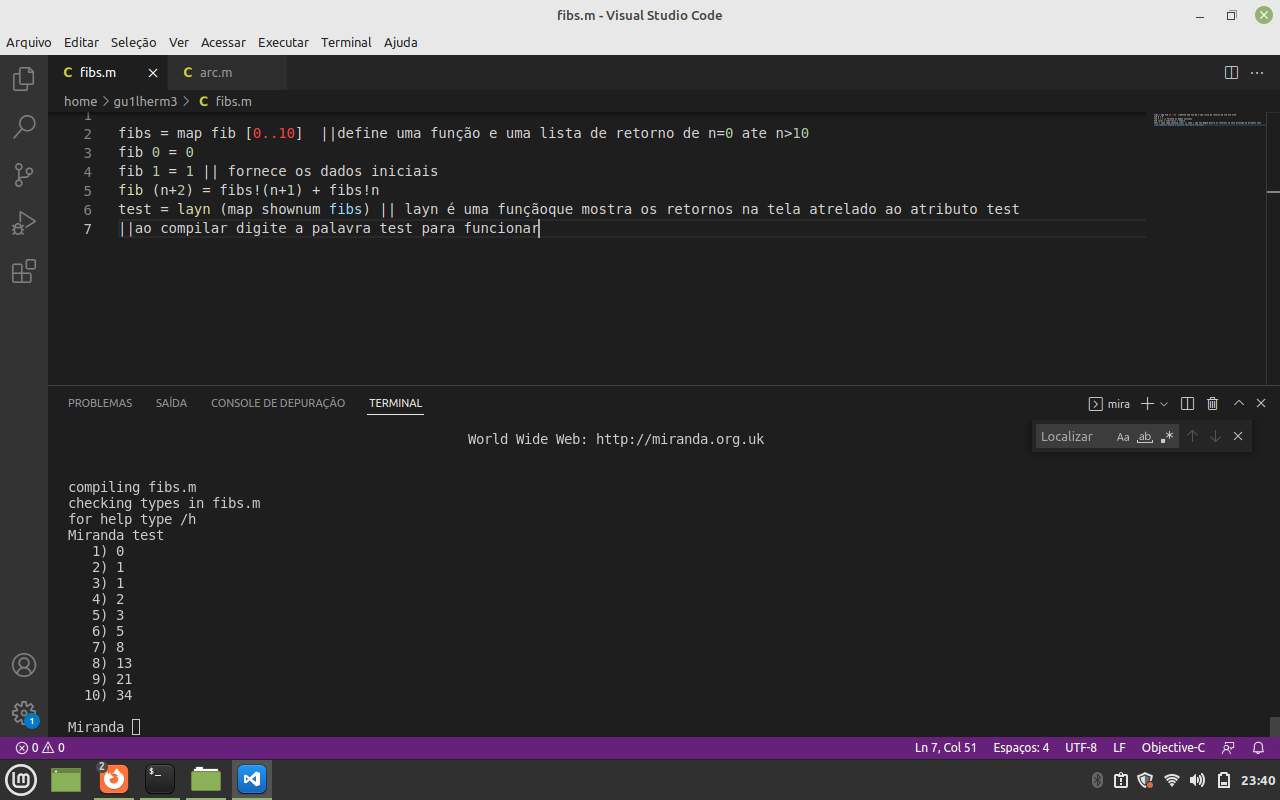 fibs.m - Visual Studio Code
Arquivo Editar Seleção Ver Acessar Executar Terminal Ajuda
C fibs.m C arc.m
home > gu1lherm3 > C fibs.m
1
2 fibs = map fib [0..10]  ||define uma função e uma lista de retorno de n=0 ate n>10
3 fib 0 = 0
4 fib 1 = 1 || fornece os dados iniciais
5 fib (n+2) = fibs!(n+1) + fibs!n
6 test = layn (map shownum fibs) || layn é uma funçãoque mostra os retornos na tela atrelado ao atributo test
7 ||ao compilar digite a palavra test para funcionar
PROBLEMAS SAÍDA CONSOLE DE DEPURAÇÃO TERMINAL mira
World Wide Web: http://miranda.org.uk
Localizar Aa ab .*
compiling fibs.m
checking types in fibs.m
for help type /h
Miranda test
1) 0
2) 1
3) 1
4) 2
5) 3
6) 5
7) 8
8) 13
9) 21
10) 34
Miranda
1
0 0 Ln 7, Col 51 Espaços: 4 UTF-8 LF Objective-C
2 $_ 23:40